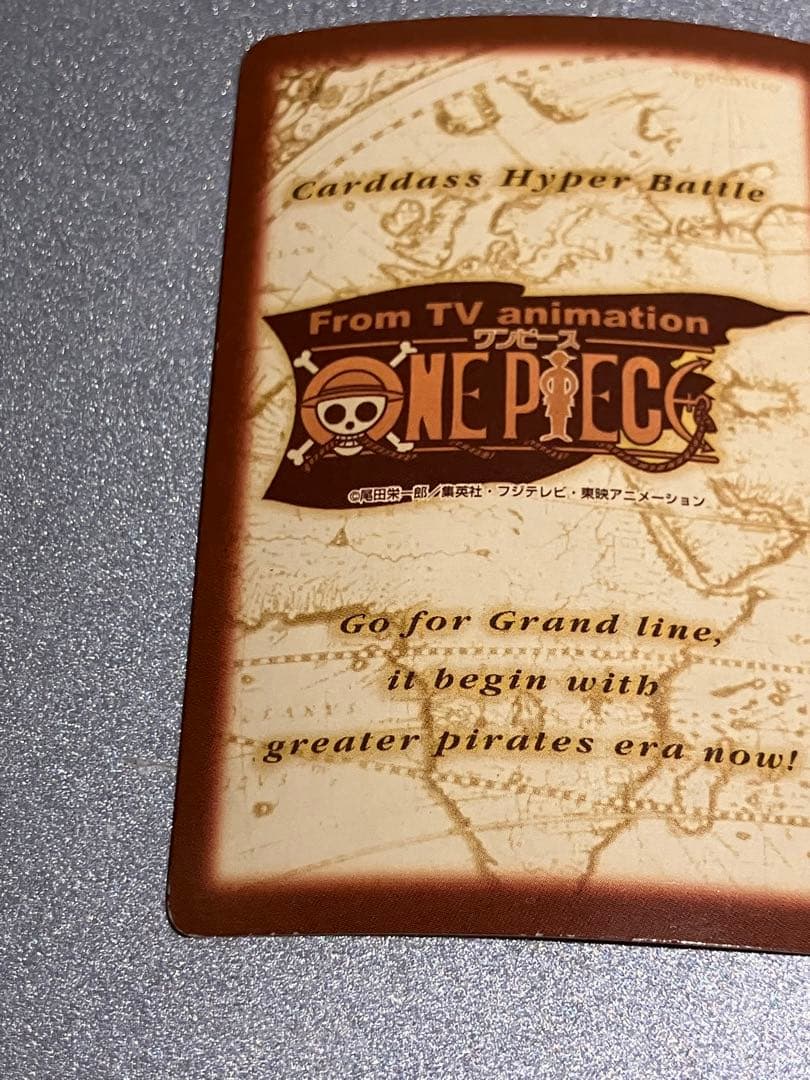 Carddass Hyper Battle
From TV animation
ワンピース
ONE PIECE
©尾田栄一郎／集英社・フジテレビ・東映アニメーション
Go for Grand line,
it begin with
greater pirates era now!